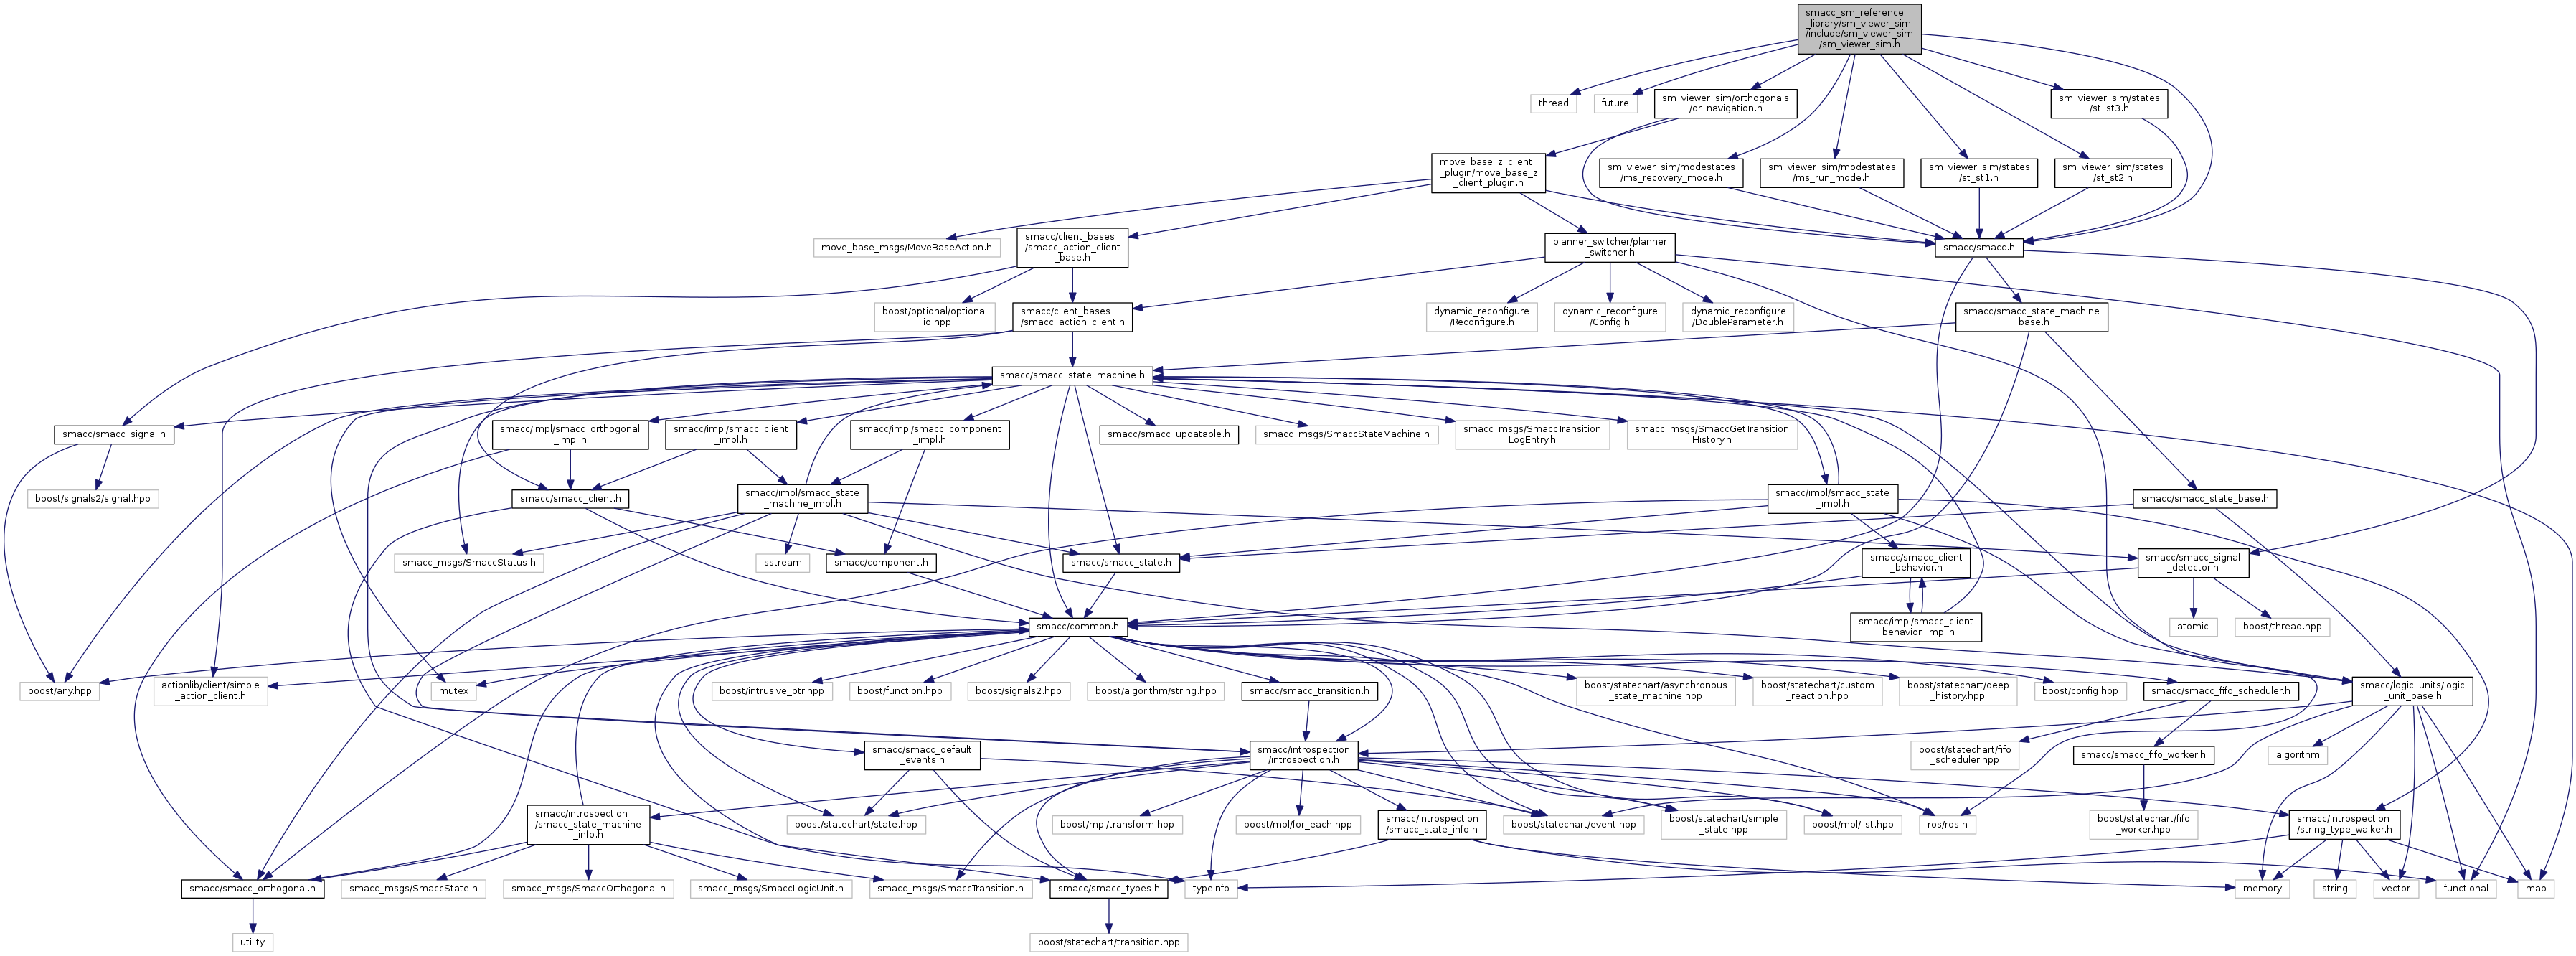 smacc_sm_reference
_library/sm_viewer_sim
/include/sm_viewer_sim
/sm_viewer_sim.h
thread
future
sm_viewer_sim/orthogonals
/or_navigation.h
sm_viewer_sim/states
/st_st3.h
move_base_z_client
_plugin/move_base_z
_client_plugin.h
sm_viewer_sim/modestates
/ms_recovery_mode.h
sm_viewer_sim/modestates
/ms_run_mode.h
sm_viewer_sim/states
/st_st1.h
sm_viewer_sim/states
/st_st2.h
move_base_msgs/MoveBaseAction.h
smacc/client_bases
/smacc_action_client
_base.h
planner_switcher/planner
_switcher.h
smacc/smacc.h
boost/optional/optional
_io.hpp
smacc/client_bases
/smacc_action_client.h
dynamic_reconfigure
/Reconfigure.h
dynamic_reconfigure
/Config.h
dynamic_reconfigure
/DoubleParameter.h
smacc/smacc_state_machine
_base.h
smacc/smacc_state_machine.h
smacc/smacc_signal.h
smacc/impl/smacc_orthogonal
_impl.h
smacc/impl/smacc_client
_impl.h
smacc/impl/smacc_component
_impl.h
smacc/smacc_updatable.h
smacc_msgs/SmaccStateMachine.h
smacc_msgs/SmaccTransition
LogEntry.h
smacc_msgs/SmaccGetTransition
History.h
boost/signals2/signal.hpp
smacc/smacc_client.h
smacc/impl/smacc_state
_machine_impl.h
smacc/impl/smacc_state
_impl.h
smacc/smacc_state_base.h
smacc_msgs/SmaccStatus.h
sstream
smacc/component.h
smacc/smacc_state.h
smacc/smacc_client
_behavior.h
smacc/smacc_signal
_detector.h
smacc/common.h
smacc/impl/smacc_client
_behavior_impl.h
atomic
boost/thread.hpp
boost/any.hpp
actionlib/client/simple
_action_client.h
mutex
boost/intrusive_ptr.hpp
boost/function.hpp
boost/signals2.hpp
boost/algorithm/string.hpp
smacc/smacc_transition.h
boost/statechart/asynchronous
_state_machine.hpp
boost/statechart/custom
_reaction.hpp
boost/statechart/deep
_history.hpp
boost/config.hpp
smacc/smacc_fifo_scheduler.h
smacc/logic_units/logic
_unit_base.h
smacc/smacc_default
_events.h
smacc/introspection
/introspection.h
boost/statechart/fifo
_scheduler.hpp
smacc/smacc_fifo_worker.h
algorithm
smacc/introspection
/smacc_state_machine
_info.h
boost/statechart/state.hpp
boost/mpl/transform.hpp
boost/mpl/for_each.hpp
smacc/introspection
/smacc_state_info.h
boost/statechart/event.hpp
boost/statechart/simple
_state.hpp
boost/mpl/list.hpp
ros/ros.h
boost/statechart/fifo
_worker.hpp
smacc/introspection
/string_type_walker.h
smacc/smacc_orthogonal.h
smacc_msgs/SmaccState.h
smacc_msgs/SmaccOrthogonal.h
smacc_msgs/SmaccLogicUnit.h
smacc_msgs/SmaccTransition.h
smacc/smacc_types.h
typeinfo
memory
string
vector
functional
map
utility
boost/statechart/transition.hpp